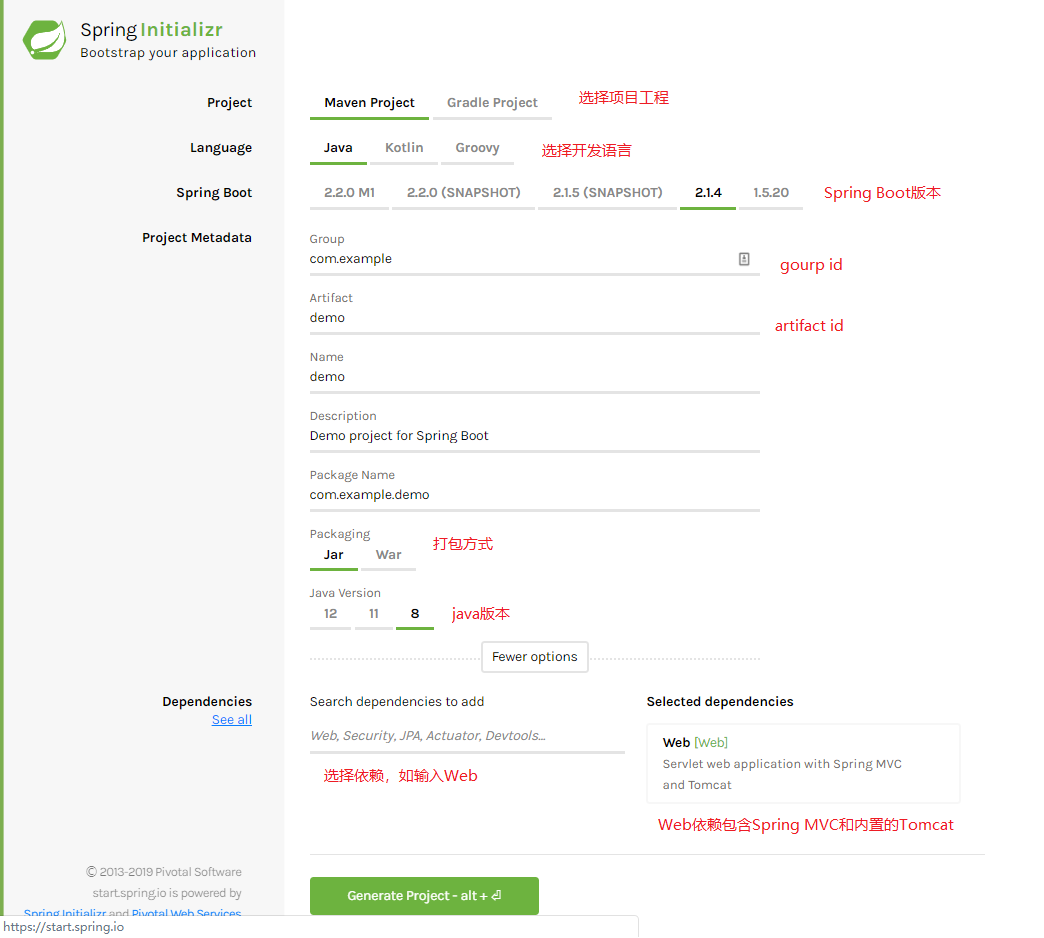 Spring Initializr
Bootstrap your application
Project
Maven Project Gradle Project 选择项目工程
Language
Java Kotlin Groovy 选择开发语言
Spring Boot
2.2.0 M1 2.2.0 (SNAPSHOT) 2.1.5 (SNAPSHOT) 2.1.4 1.5.20 Spring Boot版本
Project Metadata
Group
com.example
gourp id
Artifact
demo
artifact id
Name
demo
Description
Demo project for Spring Boot
Package Name
com.example.demo
Packaging
Jar War 打包方式
Java Version
12 11 8 java版本
Fewer options
Dependencies
See all
Search dependencies to add
Web, Security, JPA, Actuator, Devtools...
选择依赖，如输入Web
Selected dependencies
Web [Web]
Servlet web application with Spring MVC
and Tomcat
Web依赖包含Spring MVC和内置的Tomcat
© 2013-2019 Pivotal Software
start.spring.io is powered by
Spring Initializr and Pivotal Web Services
Generate Project - alt + ⏎
https://start.spring.io